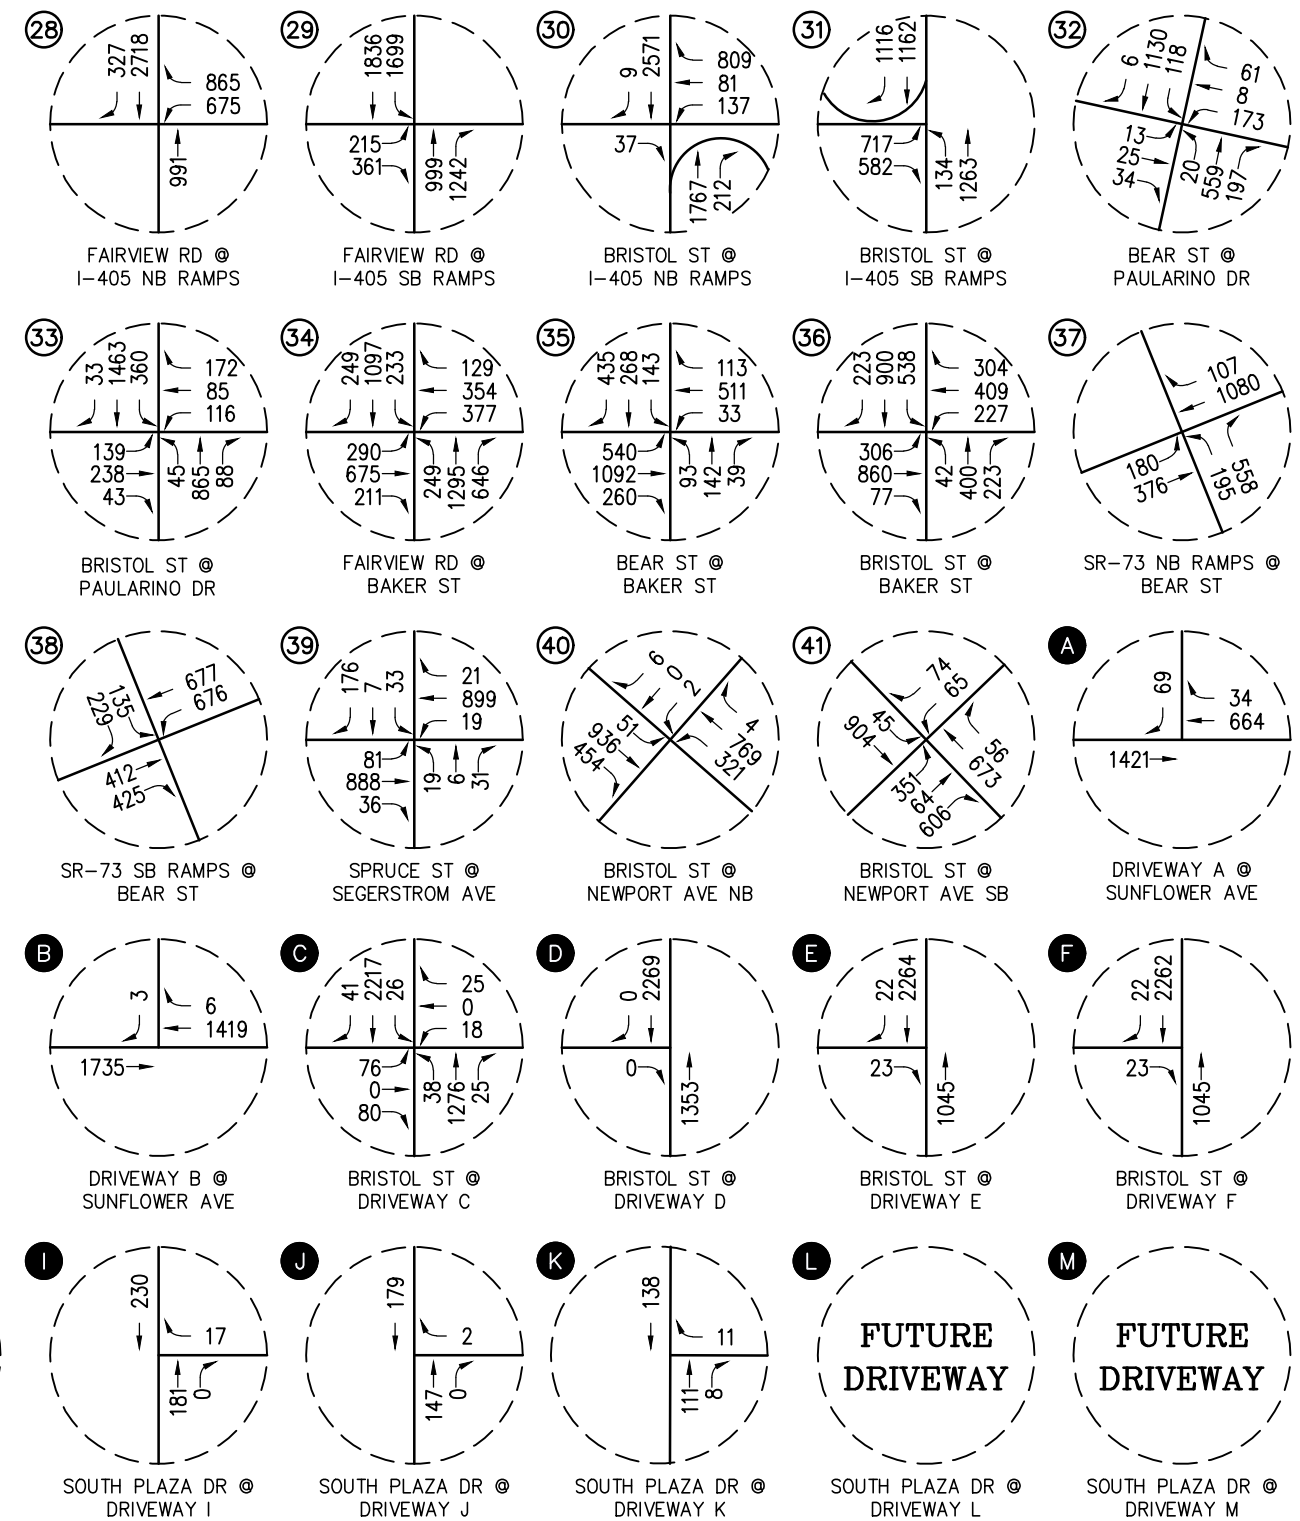 28
327
2718
865
675
991
FAIRVIEW RD @
I-405 NB RAMPS
29
1836
1699
215
361
999
1242
FAIRVIEW RD @
I-405 SB RAMPS
30
9
2571
809
81
137
37
1767
212
BRISTOL ST @
I-405 NB RAMPS
31
1116
1162
717
582
134
1263
BRISTOL ST @
I-405 SB RAMPS
32
6
1130
118
61
8
173
13
25
34
20
559
197
BEAR ST @
PAULARINO DR
33
33
1463
360
172
85
116
139
238
43
45
865
88
BRISTOL ST @
PAULARINO DR
34
249
1097
233
129
354
377
290
675
211
249
1295
646
FAIRVIEW RD @
BAKER ST
35
435
268
143
113
511
33
540
1092
260
93
142
39
BEAR ST @
BAKER ST
36
223
900
538
304
409
227
306
860
77
42
400
223
BRISTOL ST @
BAKER ST
37
107
1080
180
376
195
558
SR-73 NB RAMPS @
BEAR ST
38
229
135
677
676
412
425
SR-73 SB RAMPS @
BEAR ST
39
176
7
33
21
899
19
81
888
36
19
6
31
SPRUCE ST @
SEGERSTROM AVE
40
6
0
2
51
936
454
4
769
321
BRISTOL ST @
NEWPORT AVE NB
41
74
65
45
904
56
673
351
64
606
BRISTOL ST @
NEWPORT AVE SB
A
69
34
664
1421
DRIVEWAY A @
SUNFLOWER AVE
B
3
6
1419
1735
DRIVEWAY B @
SUNFLOWER AVE
C
41
2217
26
25
0
18
76
0
80
38
1276
25
BRISTOL ST @
DRIVEWAY C
D
0
2269
0
1353
BRISTOL ST @
DRIVEWAY D
E
22
2264
23
1045
BRISTOL ST @
DRIVEWAY E
F
22
2262
23
1045
BRISTOL ST @
DRIVEWAY F
I
230
17
181
0
SOUTH PLAZA DR @
DRIVEWAY I
J
179
2
147
0
SOUTH PLAZA DR @
DRIVEWAY J
K
138
11
111
8
SOUTH PLAZA DR @
DRIVEWAY K
L
FUTURE
DRIVEWAY
SOUTH PLAZA DR @
DRIVEWAY L
M
FUTURE
DRIVEWAY
SOUTH PLAZA DR @
DRIVEWAY M